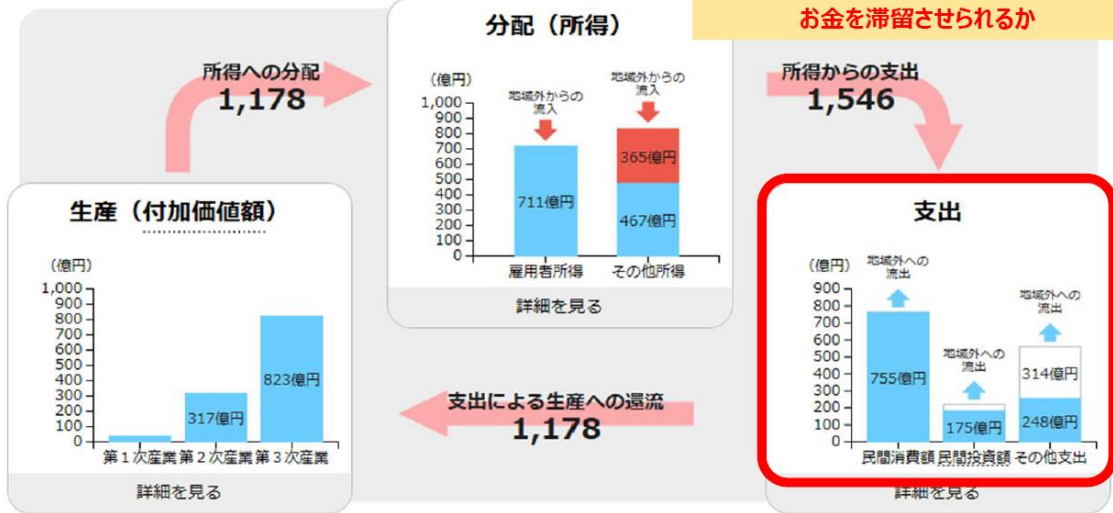 お金を滞留させられるか
分配（所得）
所得への分配
1,178
（億円）
1,000
900
800
700
600
500
400
300
200
100
0
地域外からの
流入
地域外からの
流入
711億円
365億円
467億円
雇用者所得
その他所得
詳細を見る
所得からの支出
1,546
生産（付加価値額）
（億円）
1,000
900
800
700
600
500
400
300
200
100
0
317億円
823億円
第1次産業
第2次産業
第3次産業
詳細を見る
支出による生産への還流
1,178
支出
（億円）
900
800
700
600
500
400
300
200
100
0
地域外への
流出
地域外への
流出
地域外への
流出
755億円
175億円
314億円
248億円
民間消費額
民間投資額
その他支出
詳細を見る